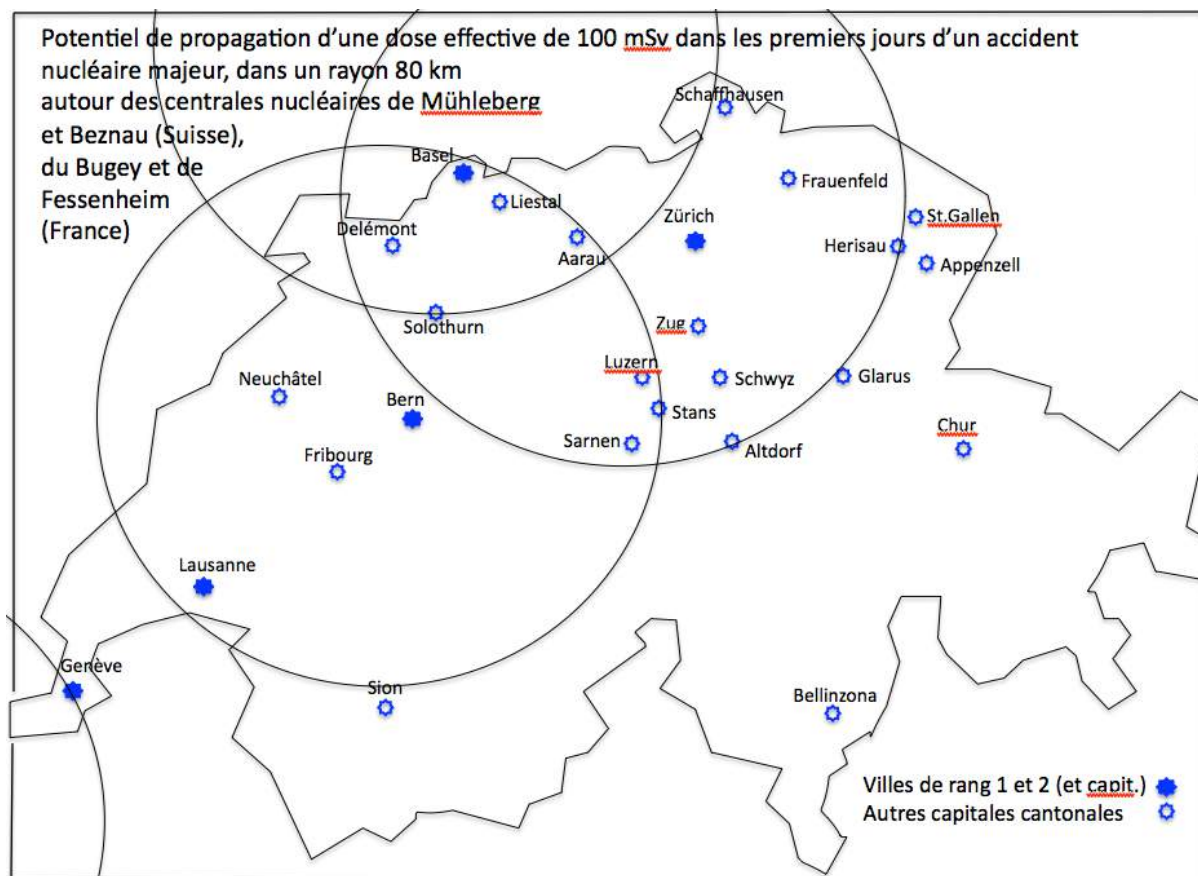 Potentiel de propagation d'une dose effective de 100 mSv dans les premiers jours d'un accident
nucléaire majeur, dans un rayon 80 km
autour des centrales nucléaires de Mühleberg
et Beznau (Suisse),
du Bugey et de
Fessenheim
(France)
Schaffhausen
Basel
Liestal
Frauenfeld
Delémont
Aarau
Zürich
St.Gallen
Herisau
Appenzell
Solothurn
Zug
Neuchâtel
Bern
Luzern
Schwyz
Glarus
Stans
Sarnen
Altdorf
Chur
Fribourg
Lausanne
Genève
Sion
Bellinzona
Villes de rang 1 et 2 (et capit.)
Autres capitales cantonales